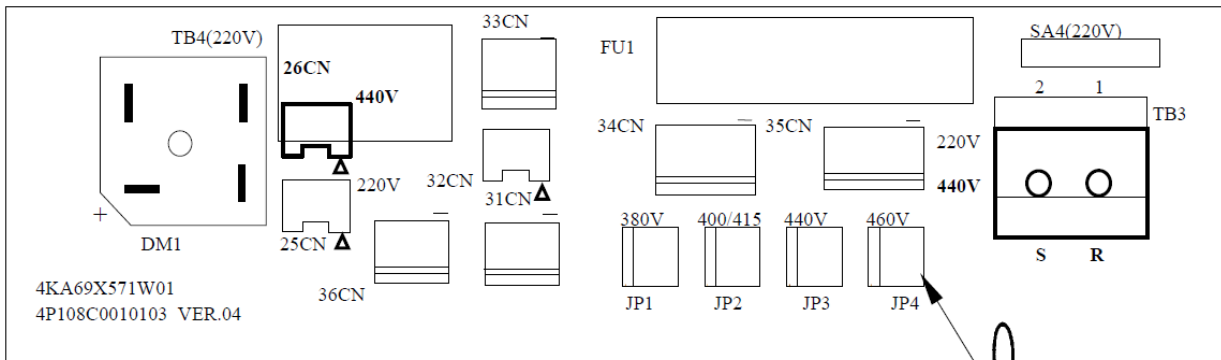 33CN
TB4(220V)
FU1
SA4(220V)
26CN
440V
2 1
TB3
34CN
35CN
220V
440V
220V
32CN
31CN
380V 400/415 440V 460V
+
DM1
25CN
S R
4KA69X571W01
36CN
JP1 JP2 JP3 JP4
4P108C0010103 VER.04